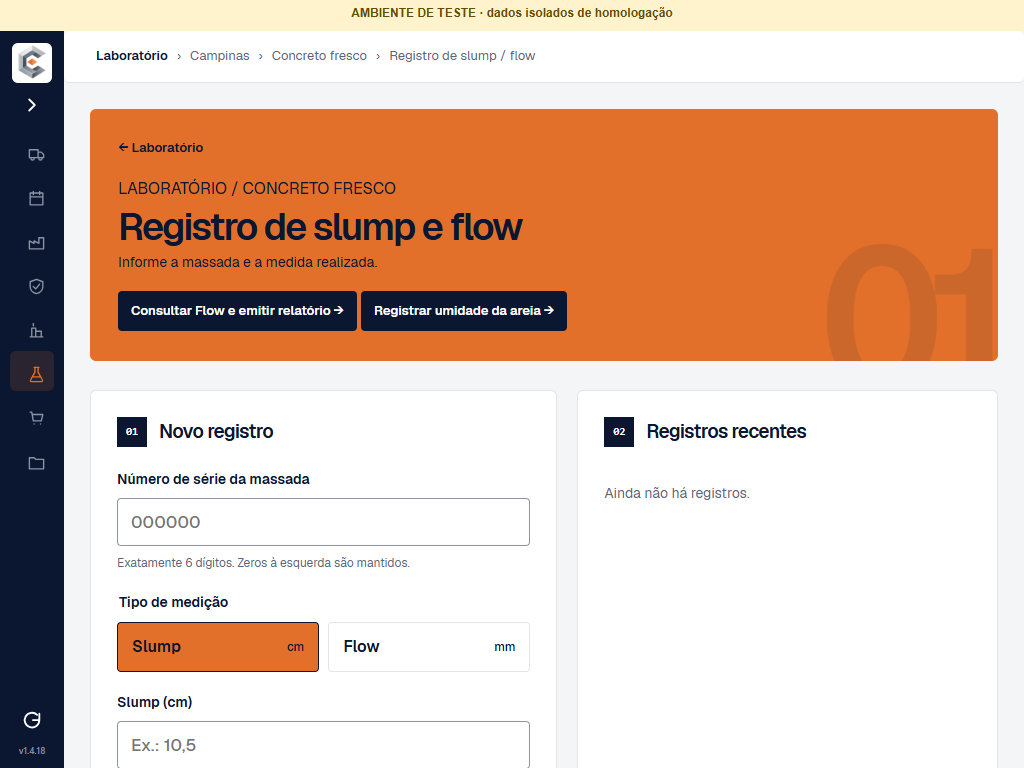 AMBIENTE DE TESTE · dados isolados de homologação
Laboratório › Campinas › Concreto fresco › Registro de slump / flow
← Laboratório
LABORATÓRIO / CONCRETO FRESCO
Registro de slump e flow
Informe a massada e a medida realizada.
Consultar Flow e emitir relatório →
Registrar umidade da areia →
01
01 Novo registro
Número de série da massada
000000
Exatamente 6 dígitos. Zeros à esquerda são mantidos.
Tipo de medição
Slump cm
Flow mm
Slump (cm)
Ex.: 10,5
02 Registros recentes
Ainda não há registros.
v1.4.18